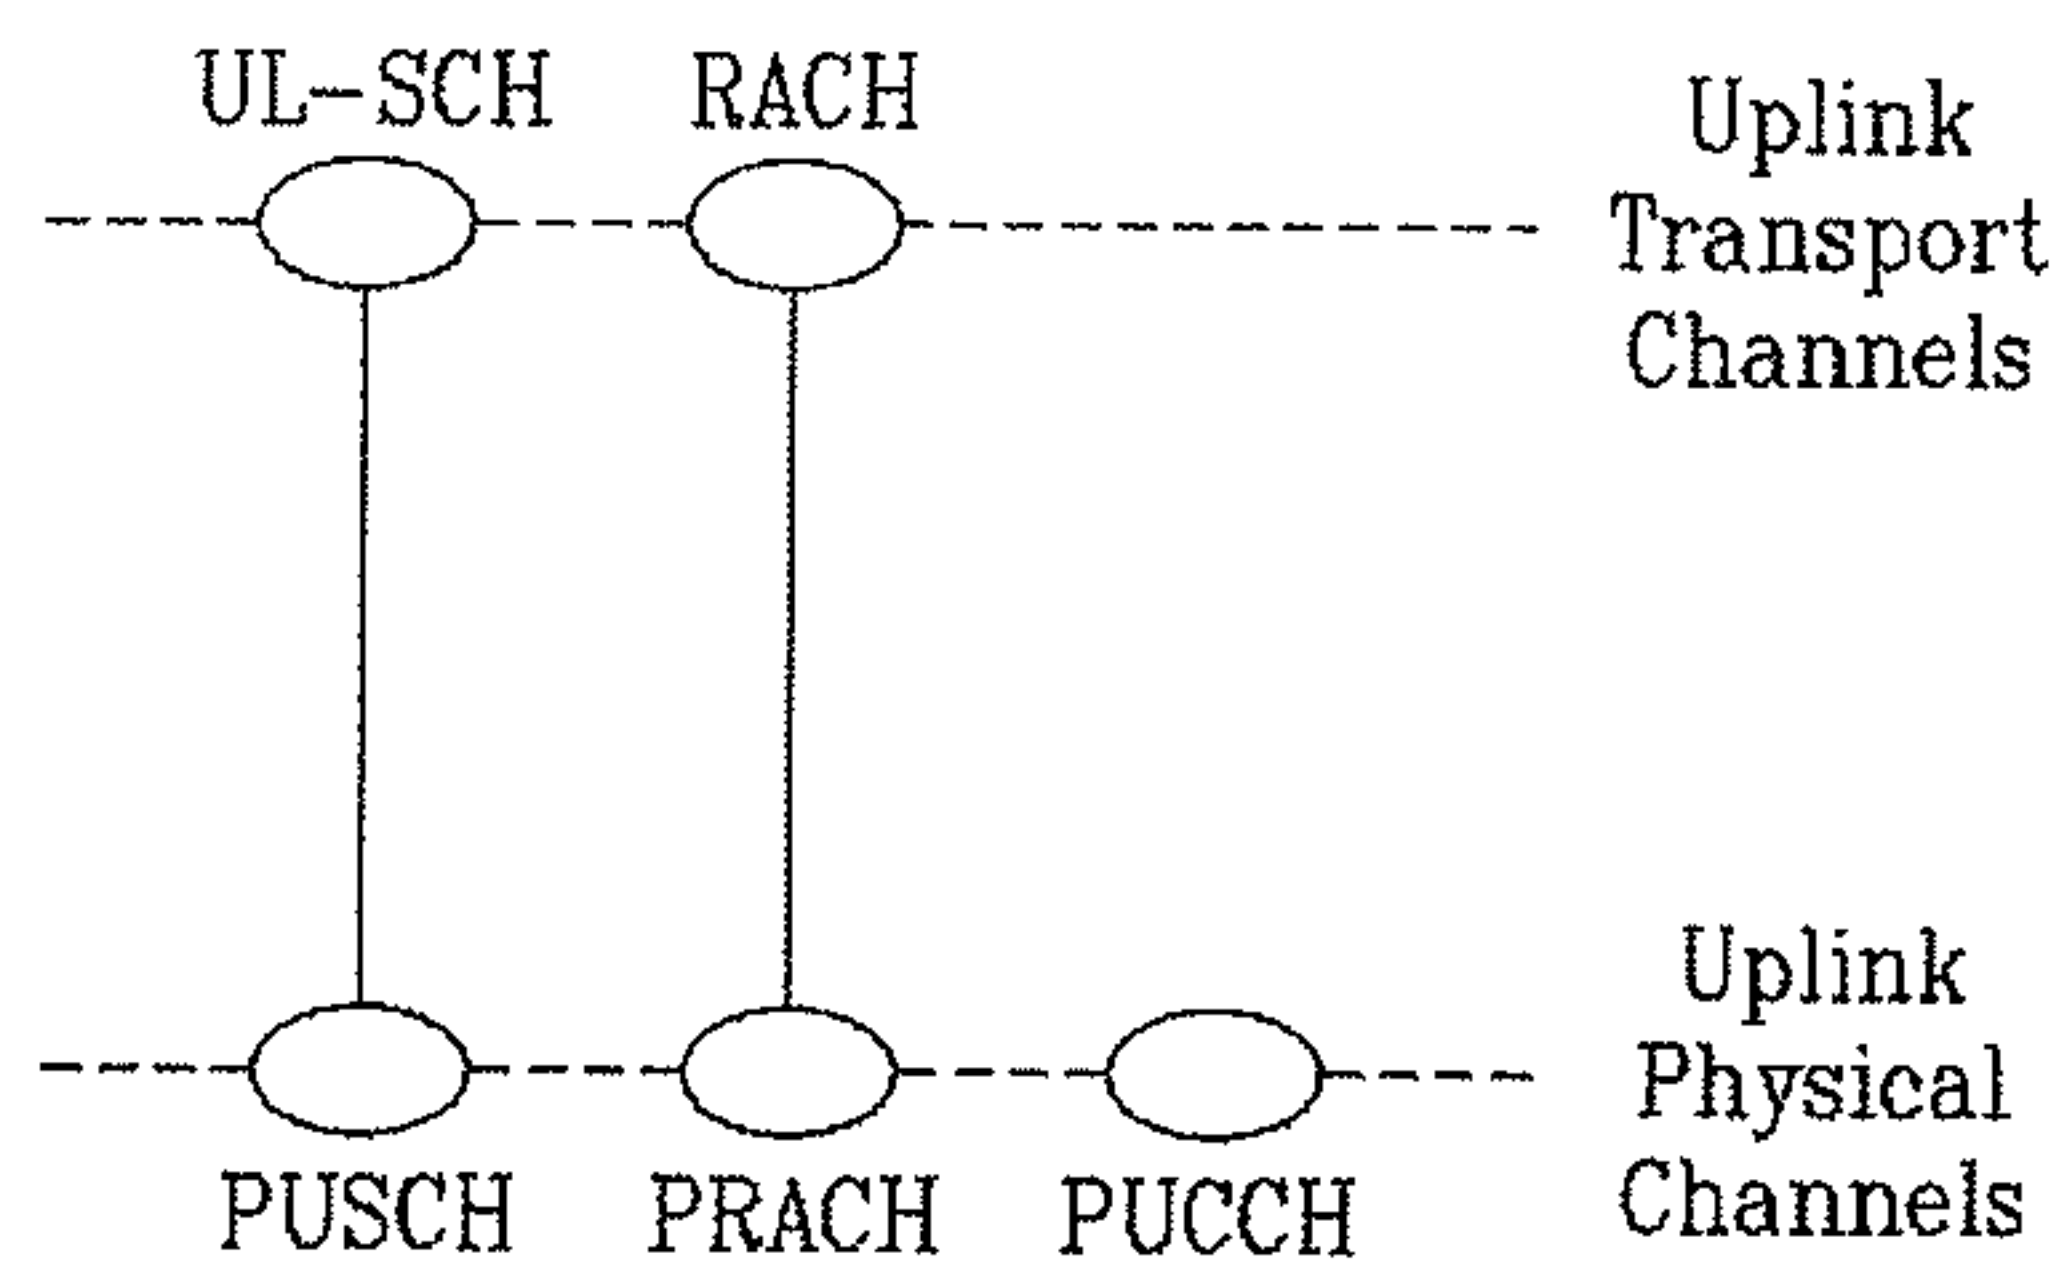 UL-SCH RACH
Uplink
Transport
Channels
Uplink
Physical
Channels
PUSCH PRACH PUCCH